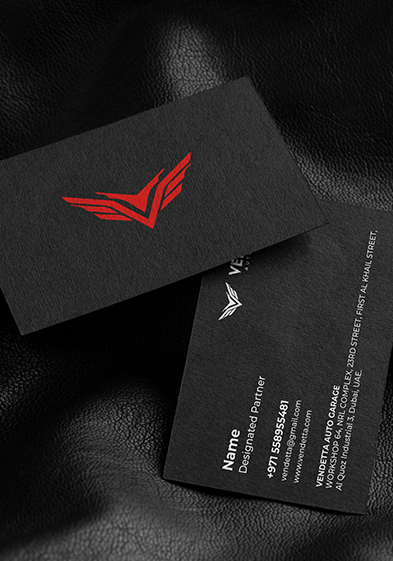 Name
Designated Partner
+971 558955481
vendetta@gmail.com
www.vendetta.com
VENDETTA AUTO GARAGE
WORKSHOP 64, NRL COMPLEX, 23RD STREET, FIRST AL KHAIL STREET,
Al Quoz Industrial 3, Dubai, UAE.